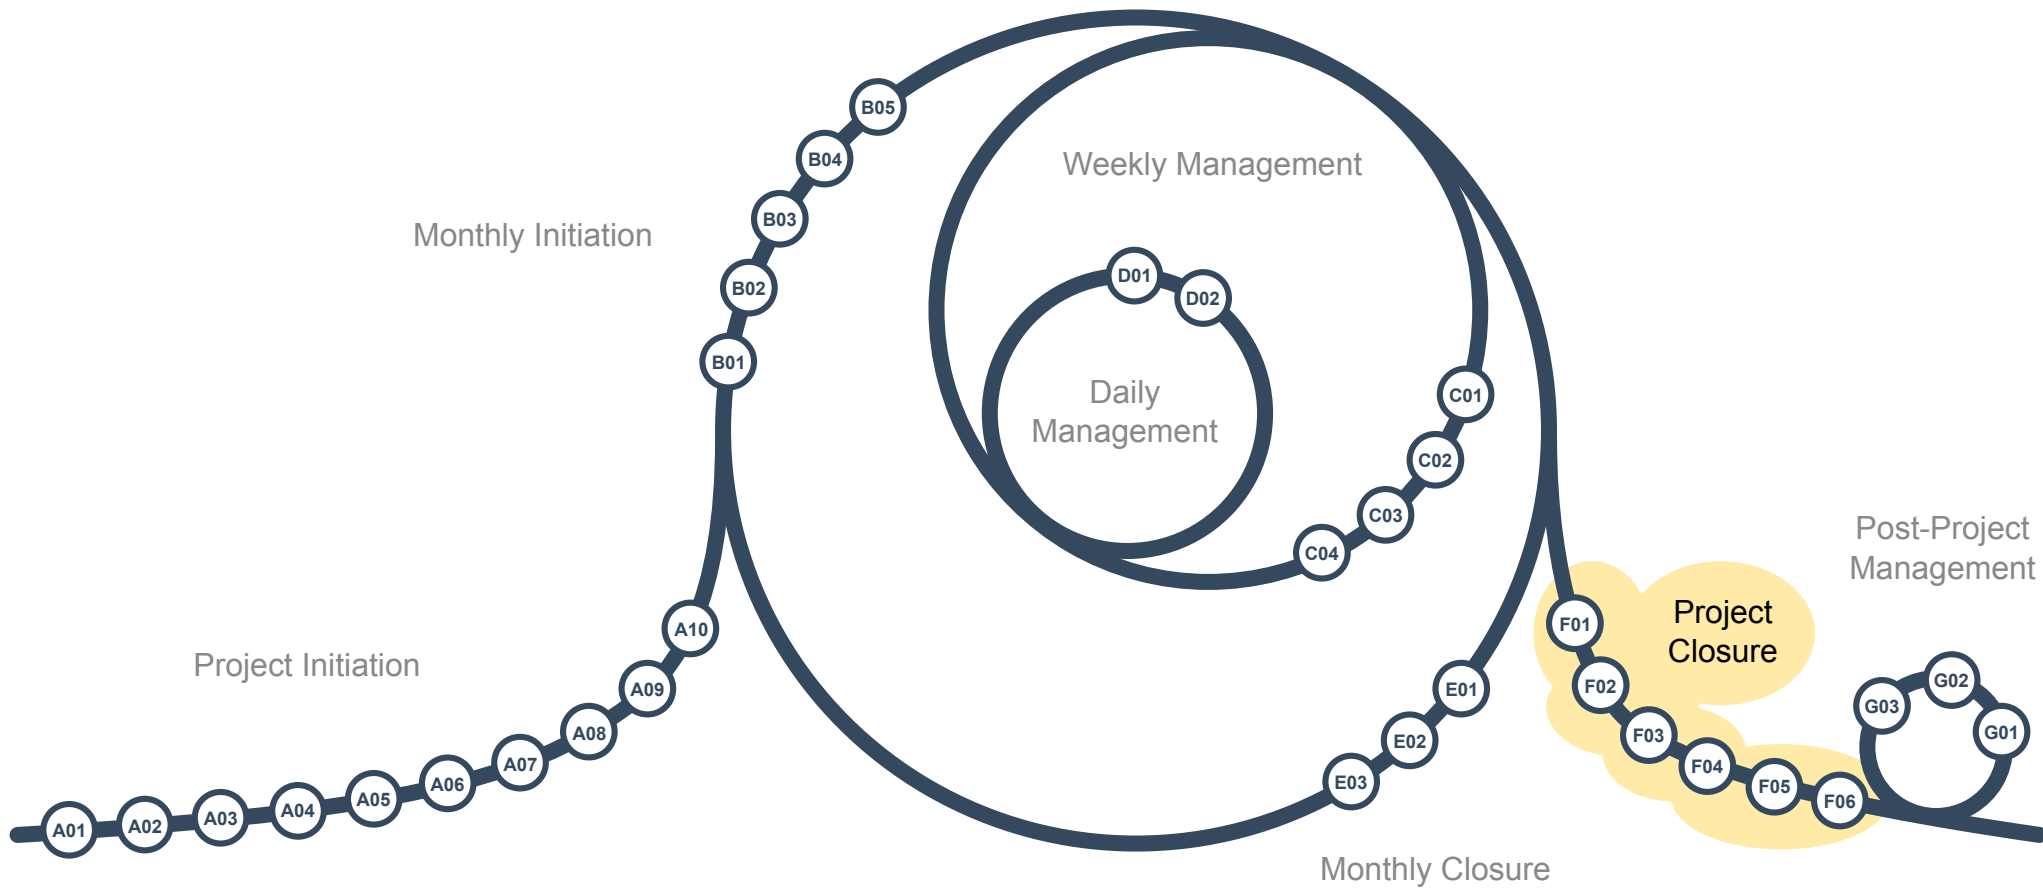 B05
B04
Weekly Management
B03
Monthly Initiation
D01
B02
D02
B01
Daily
Management
C01
C02
C03
C04
Post-Project
Management
Project
Closure
F01
A10
Project Initiation
F02
G02
A09
E01
G03
G01
A08
E02
F03
A07
F04
A06
E03
F05
A05
F06
A04
A03
A02
A01
Monthly Closure